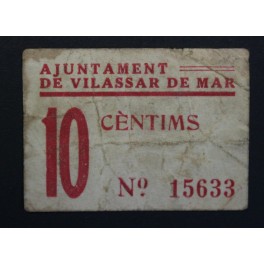 AJUNTAMENT
DE VILASSAR DE MAR
10 CÈNTIMS
Nº 15633